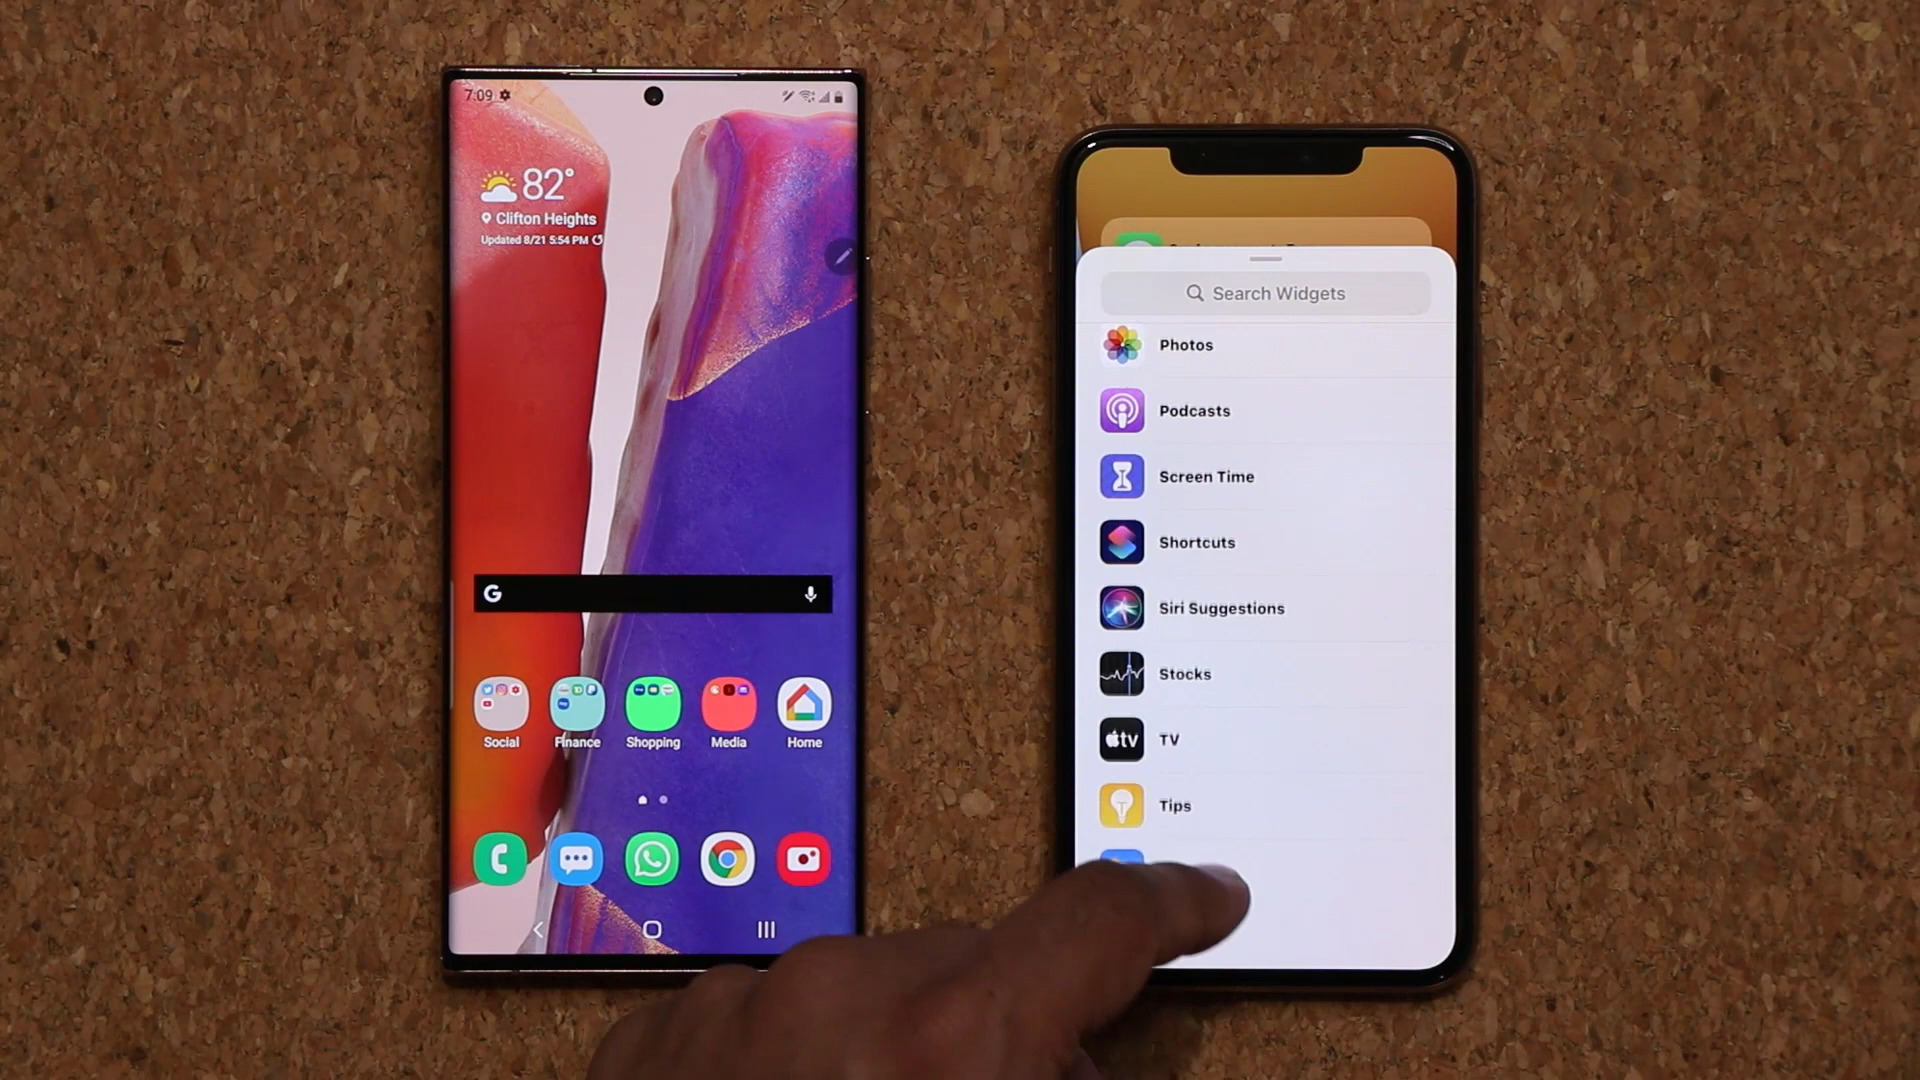 7:09
82°
Clifton Heights
Updated 8/21 5:54 PM
G
Social
Finance
Shopping
Media
Home
Search Widgets
Photos
Podcasts
Screen Time
Shortcuts
Siri Suggestions
Stocks
tv
TV
Tips